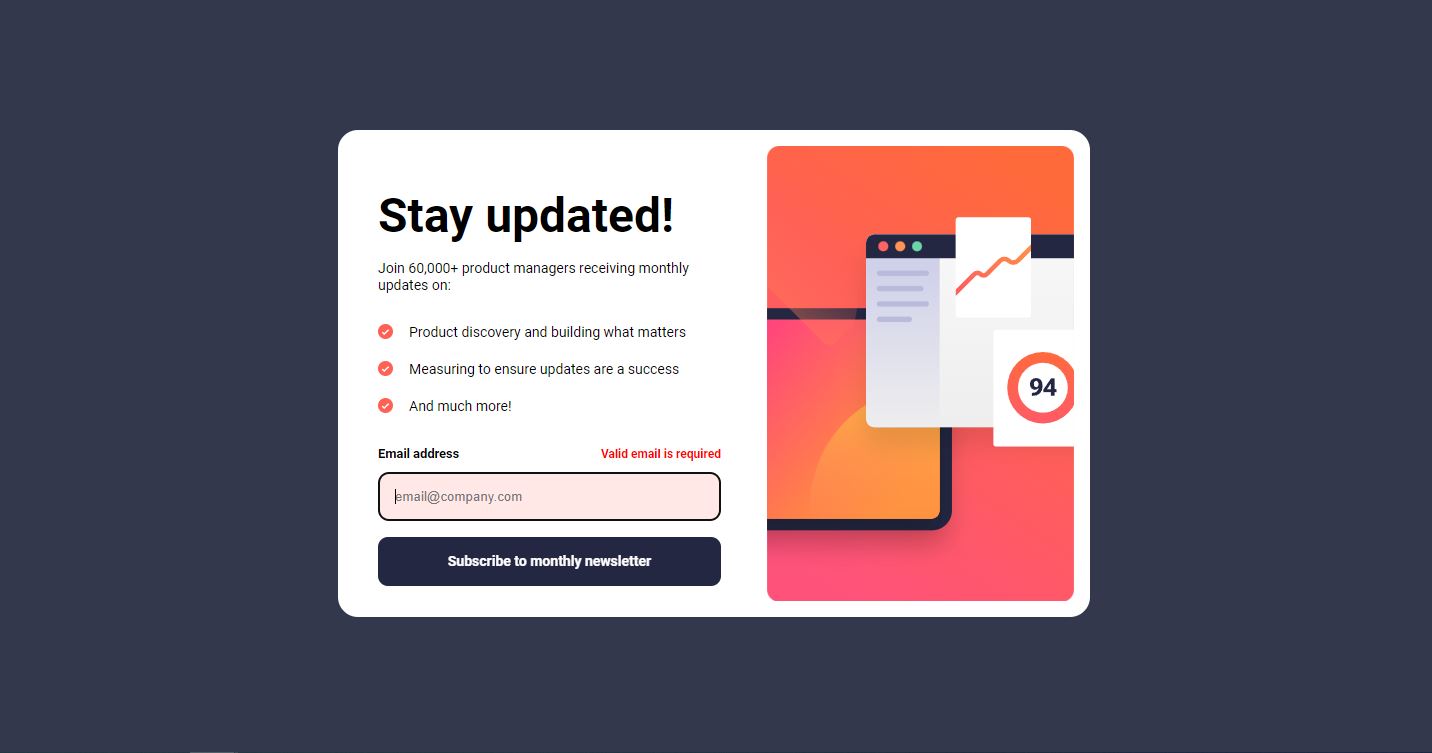 Stay updated!
Join 60,000+ product managers receiving monthly
updates on:
Product discovery and building what matters
Measuring to ensure updates are a success
And much more!
Email address
Valid email is required
email@company.com
Subscribe to monthly newsletter
94